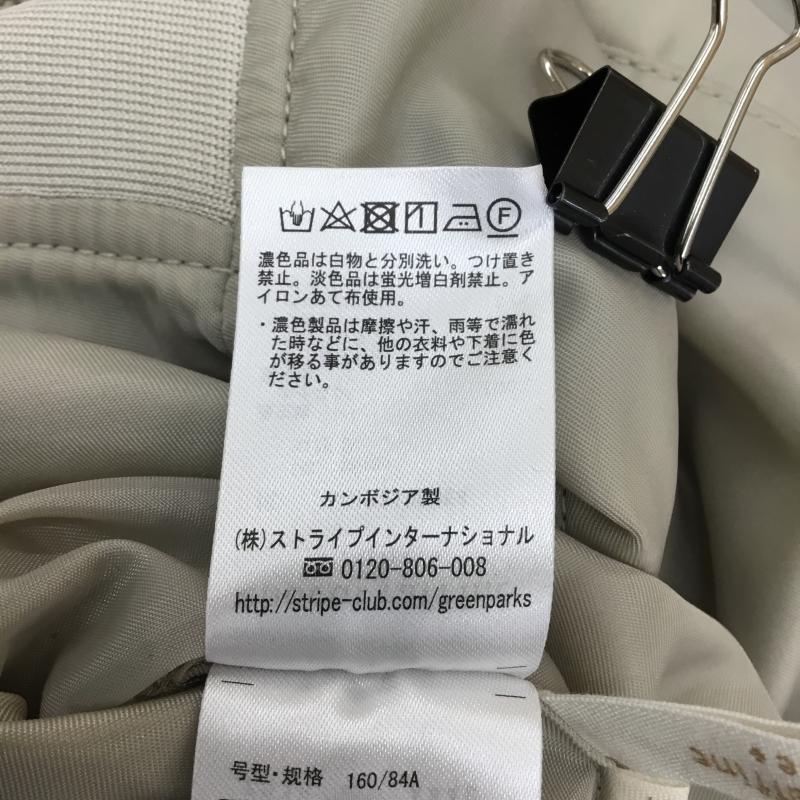 F
濃色品は白物と分別洗い。つけ置き
禁止。淡色品は蛍光増白剤禁止。ア
イロンあて布使用。
・濃色製品は摩擦や汗、雨等で濡れ
た時などに、他の衣料や下着に色
が移る事がありますのでご注意く
ださい。
カンボジア製
(株)ストライプインターナショナル
0120-806-008
http://stripe-club.com/greenparks
号型・规格 160/84A